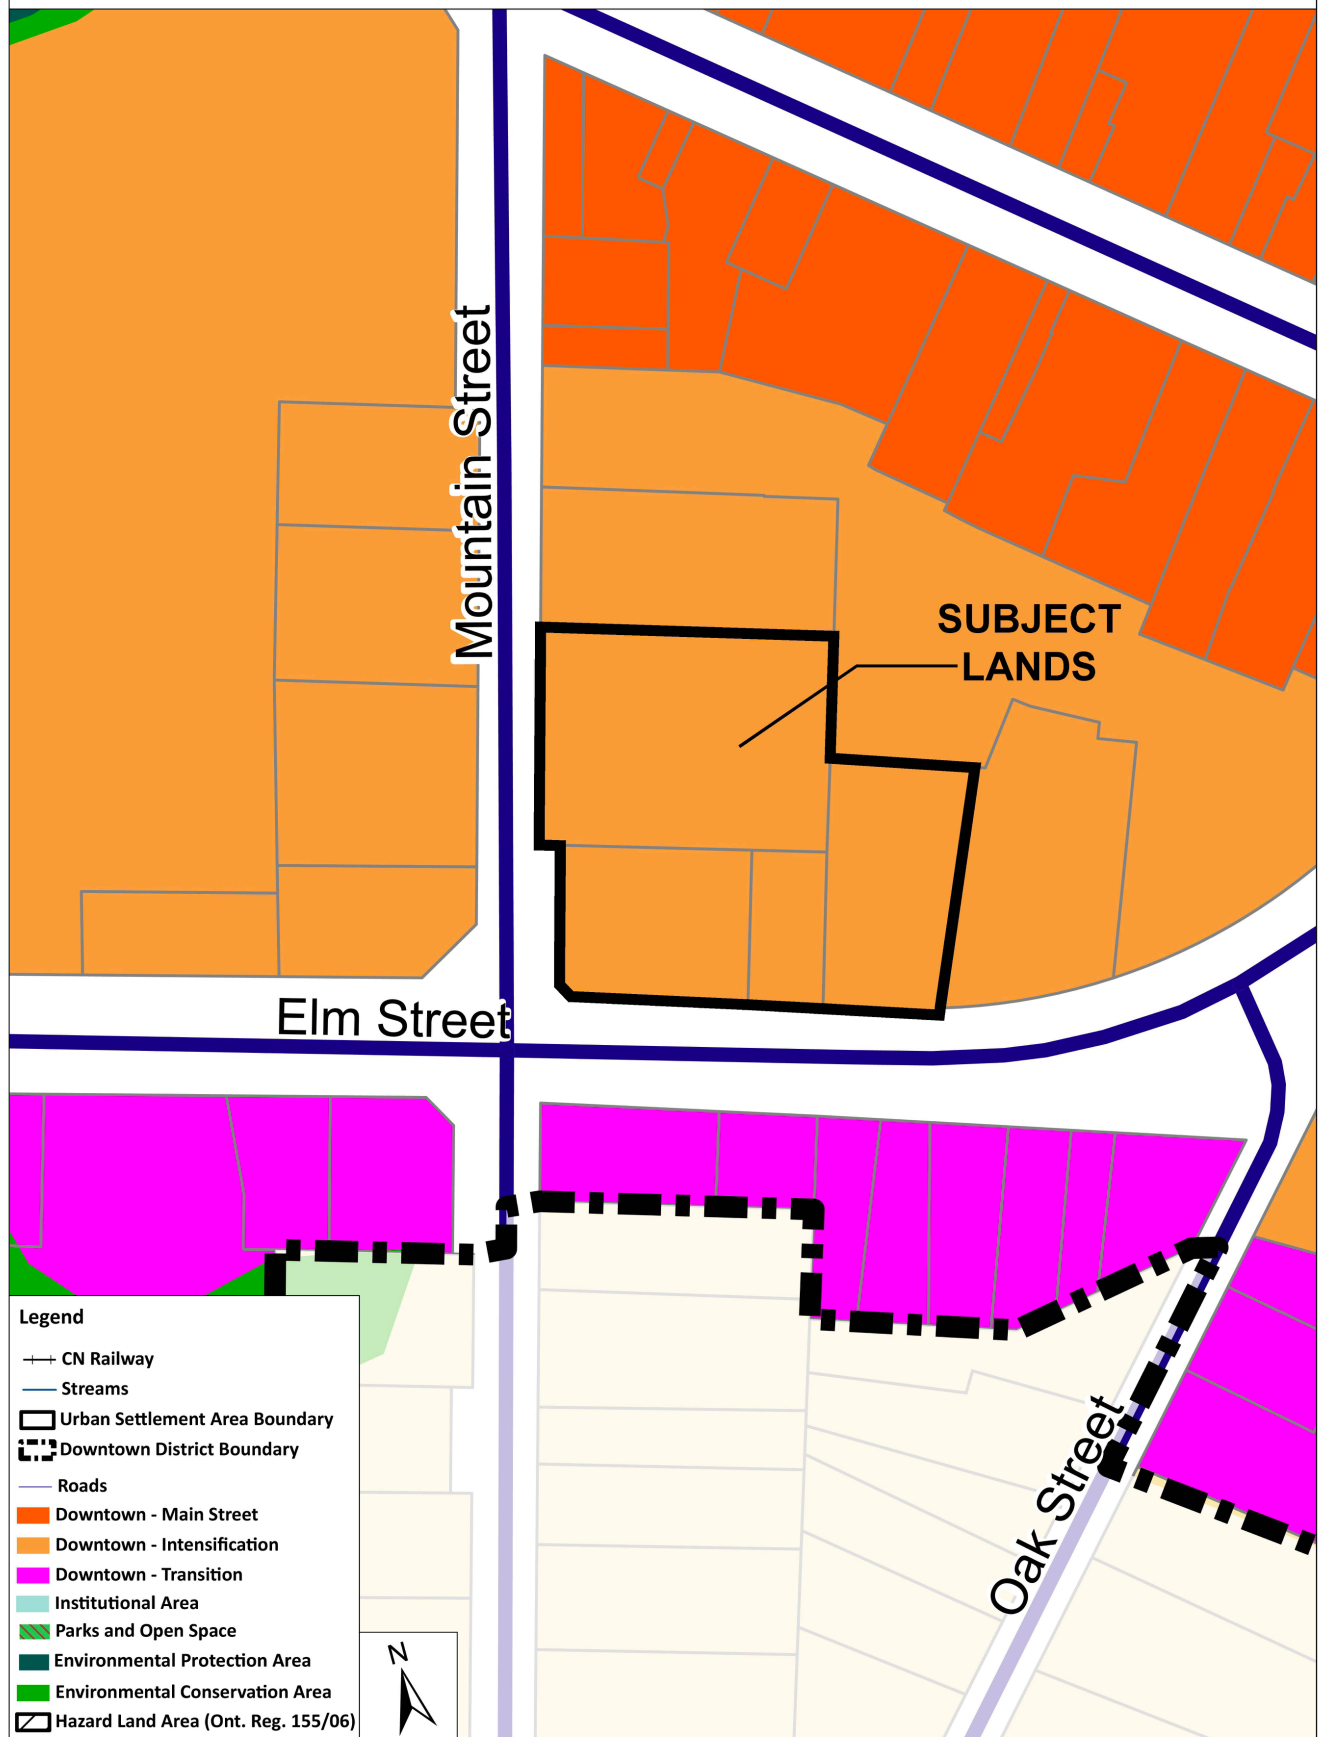 Mountain Street
SUBJECT
LANDS
Elm Street
Oak Street
Legend
CN Railway
Streams
Urban Settlement Area Boundary
Downtown District Boundary
Roads
Downtown - Main Street
Downtown - Intensification
Downtown - Transition
Institutional Area
Parks and Open Space
Environmental Protection Area
Environmental Conservation Area
Hazard Land Area (Ont. Reg. 155/06)
N